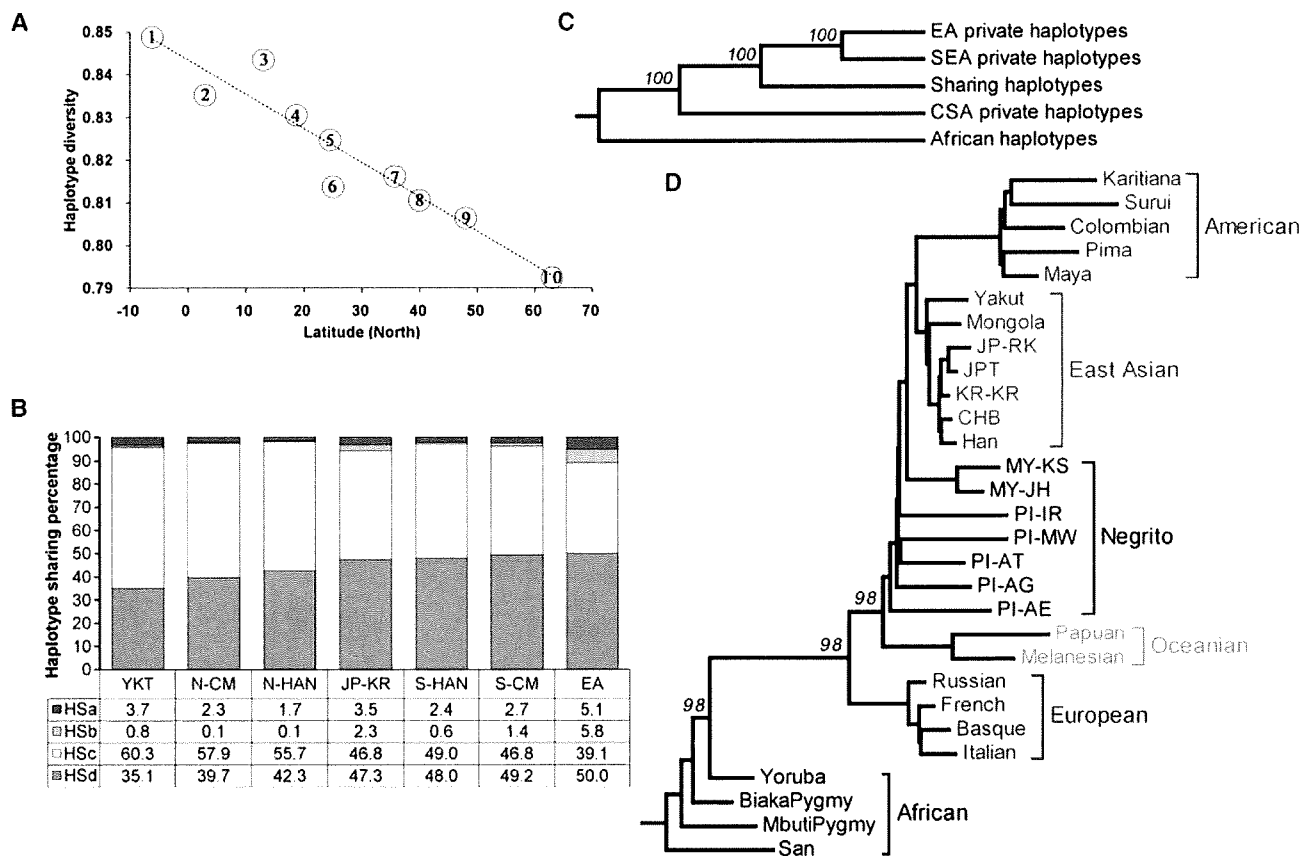 A
0.85
0.84
0.83
0.82
0.81
0.80
0.79
Haplotype diversity
1
2
3
4
5
6
7
8
9
10
-10 0 10 20 30 40 50 60 70
Latitude (North)
B
100
90
80
70
60
50
40
30
20
10
0
Haplotype sharing percentage
YKT N-CM N-HAN JP-KR S-HAN S-CM EA
HSa 3.7 2.3 1.7 3.5 2.4 2.7 5.1
HSb 0.8 0.1 0.1 2.3 0.6 1.4 5.8
HSc 60.3 57.9 55.7 46.8 49.0 46.8 39.1
HSd 35.1 39.7 42.3 47.3 48.0 49.2 50.0
C
100
100
100
EA private haplotypes
SEA private haplotypes
Sharing haplotypes
CSA private haplotypes
African haplotypes
D
Karitiana
Surui
Colombian
Pima
Maya
American
Yakut
Mongola
JP-RK
JPT
KR-KR
CHB
Han
East Asian
MY-KS
MY-JH
PI-IR
PI-MW
PI-AT
PI-AG
PI-AE
Negrito
98
Papuan
Melanesian
Oceanian
98
Russian
French
Basque
Italian
European
98
Yoruba
BiakaPygmy
MbutiPygmy
San
African